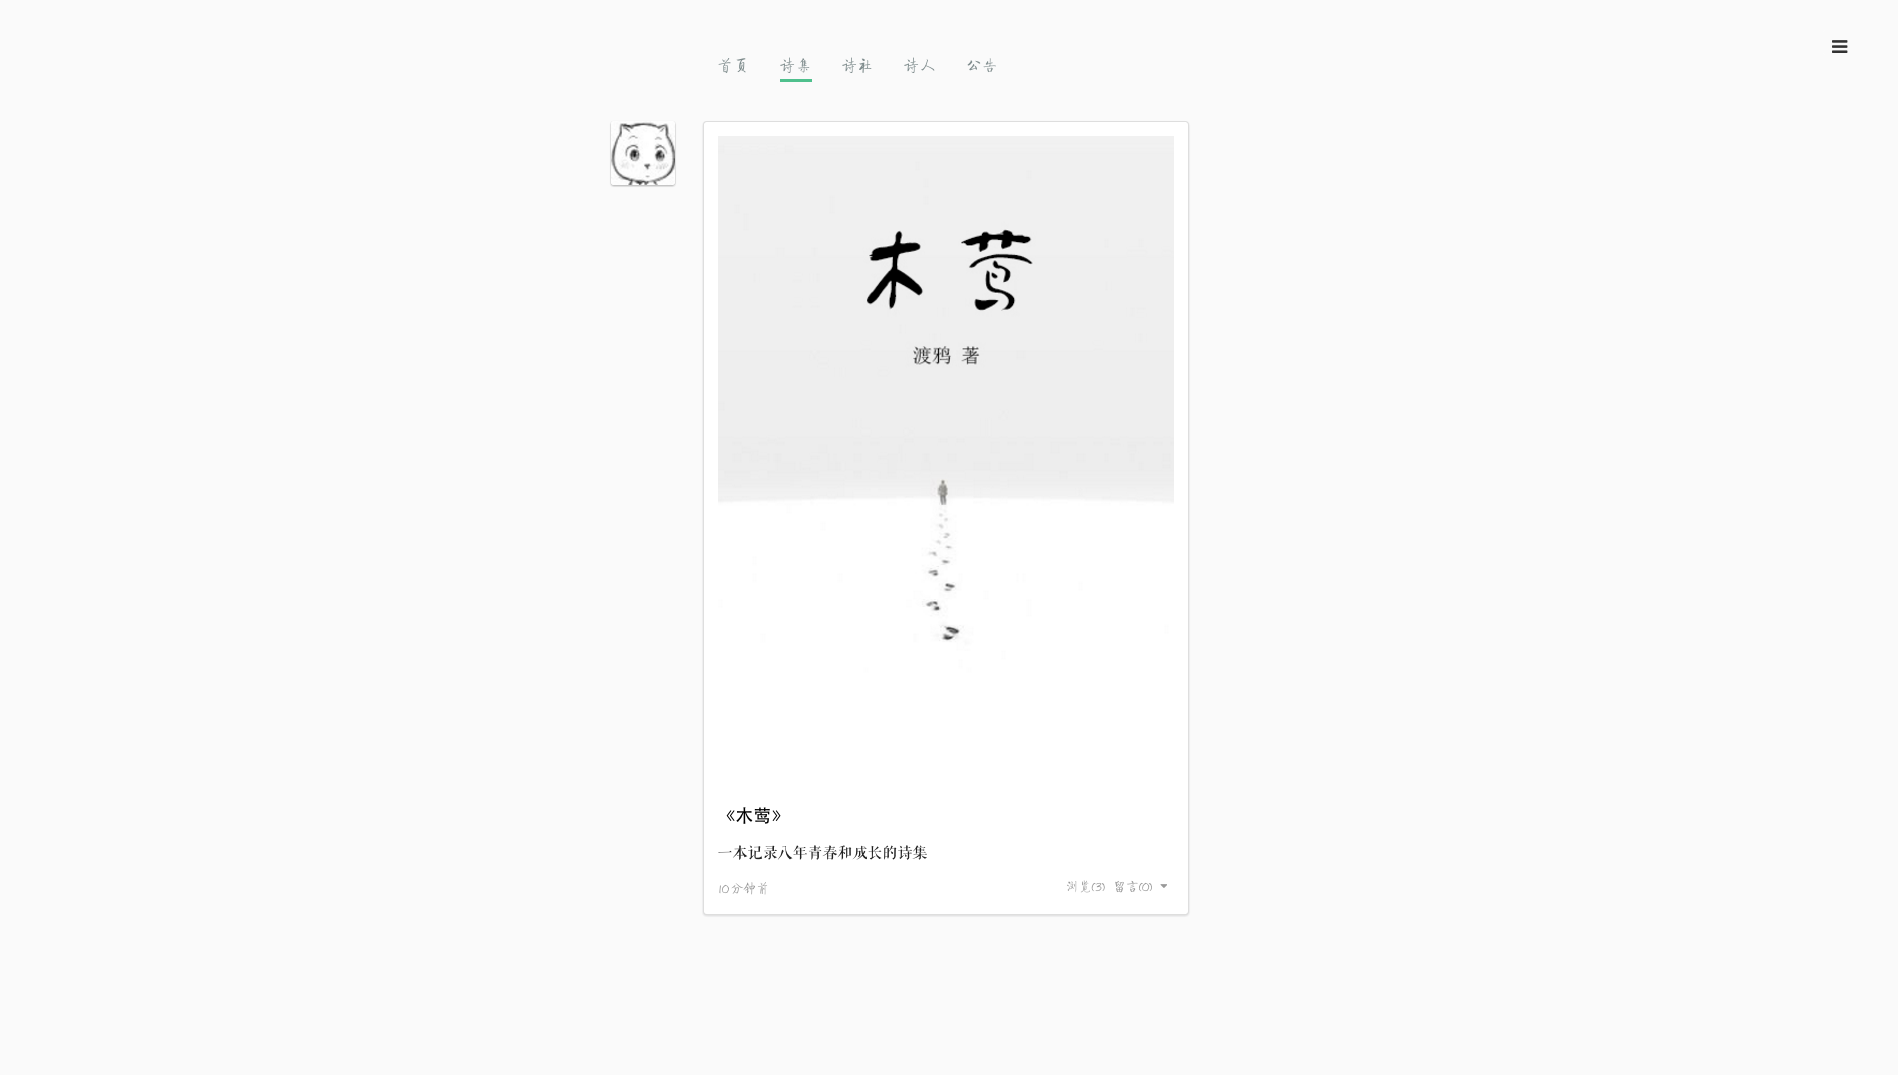 首页 诗集 诗社 诗人 公告
木 莺
渡鸦 著
《木莺》
一本记录八年青春和成长的诗集
10分钟前 浏览(3) 留言(0)